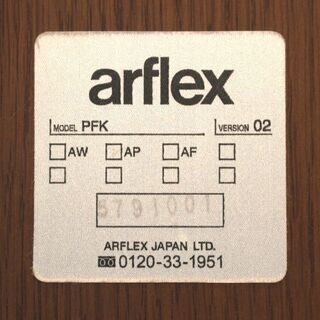 arflex
MODEL PFK VERSION 02
AW AP AF
5791001
ARFLEX JAPAN LTD.
0120-33-1951